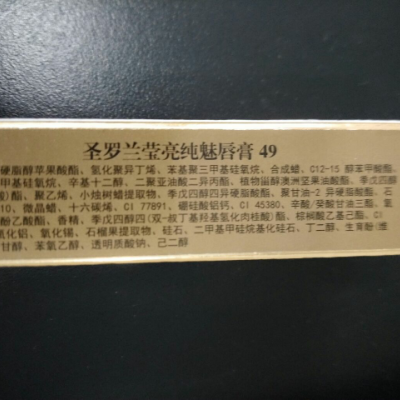 圣罗兰莹亮纯魅唇膏 49
硬脂醇苹果酸酯、氢化聚异丁烯、苯基聚三甲基硅氧烷、合成蜡、C12-15 醇苯甲酸酯、
甲基硅氧烷、辛基十二醇、二聚亚油酸二异丙酯、植物甾醇澳洲坚果油酸酯、季戊四醇
酸)酯、聚乙烯、小烛树蜡提取物、季戊四醇四异硬脂酸酯、聚甘油-2 异硬脂酸酯、石
10、微晶蜡、十六碳烯、CI 77891、硼硅酸铝钙、CI 45380、辛酸/癸酸甘油三酯、氢
酚乙酸酯、香精、季戊四醇四(双-叔丁基羟基氢化肉桂酸)酯、棕榈酸乙基己酯、CI
氧化铝、氧化锡、石榴果提取物、硅石、二甲基甲硅烷基化硅石、丁二醇、生育酚(维
甘醇、苯氧乙醇、透明质酸钠、己二醇